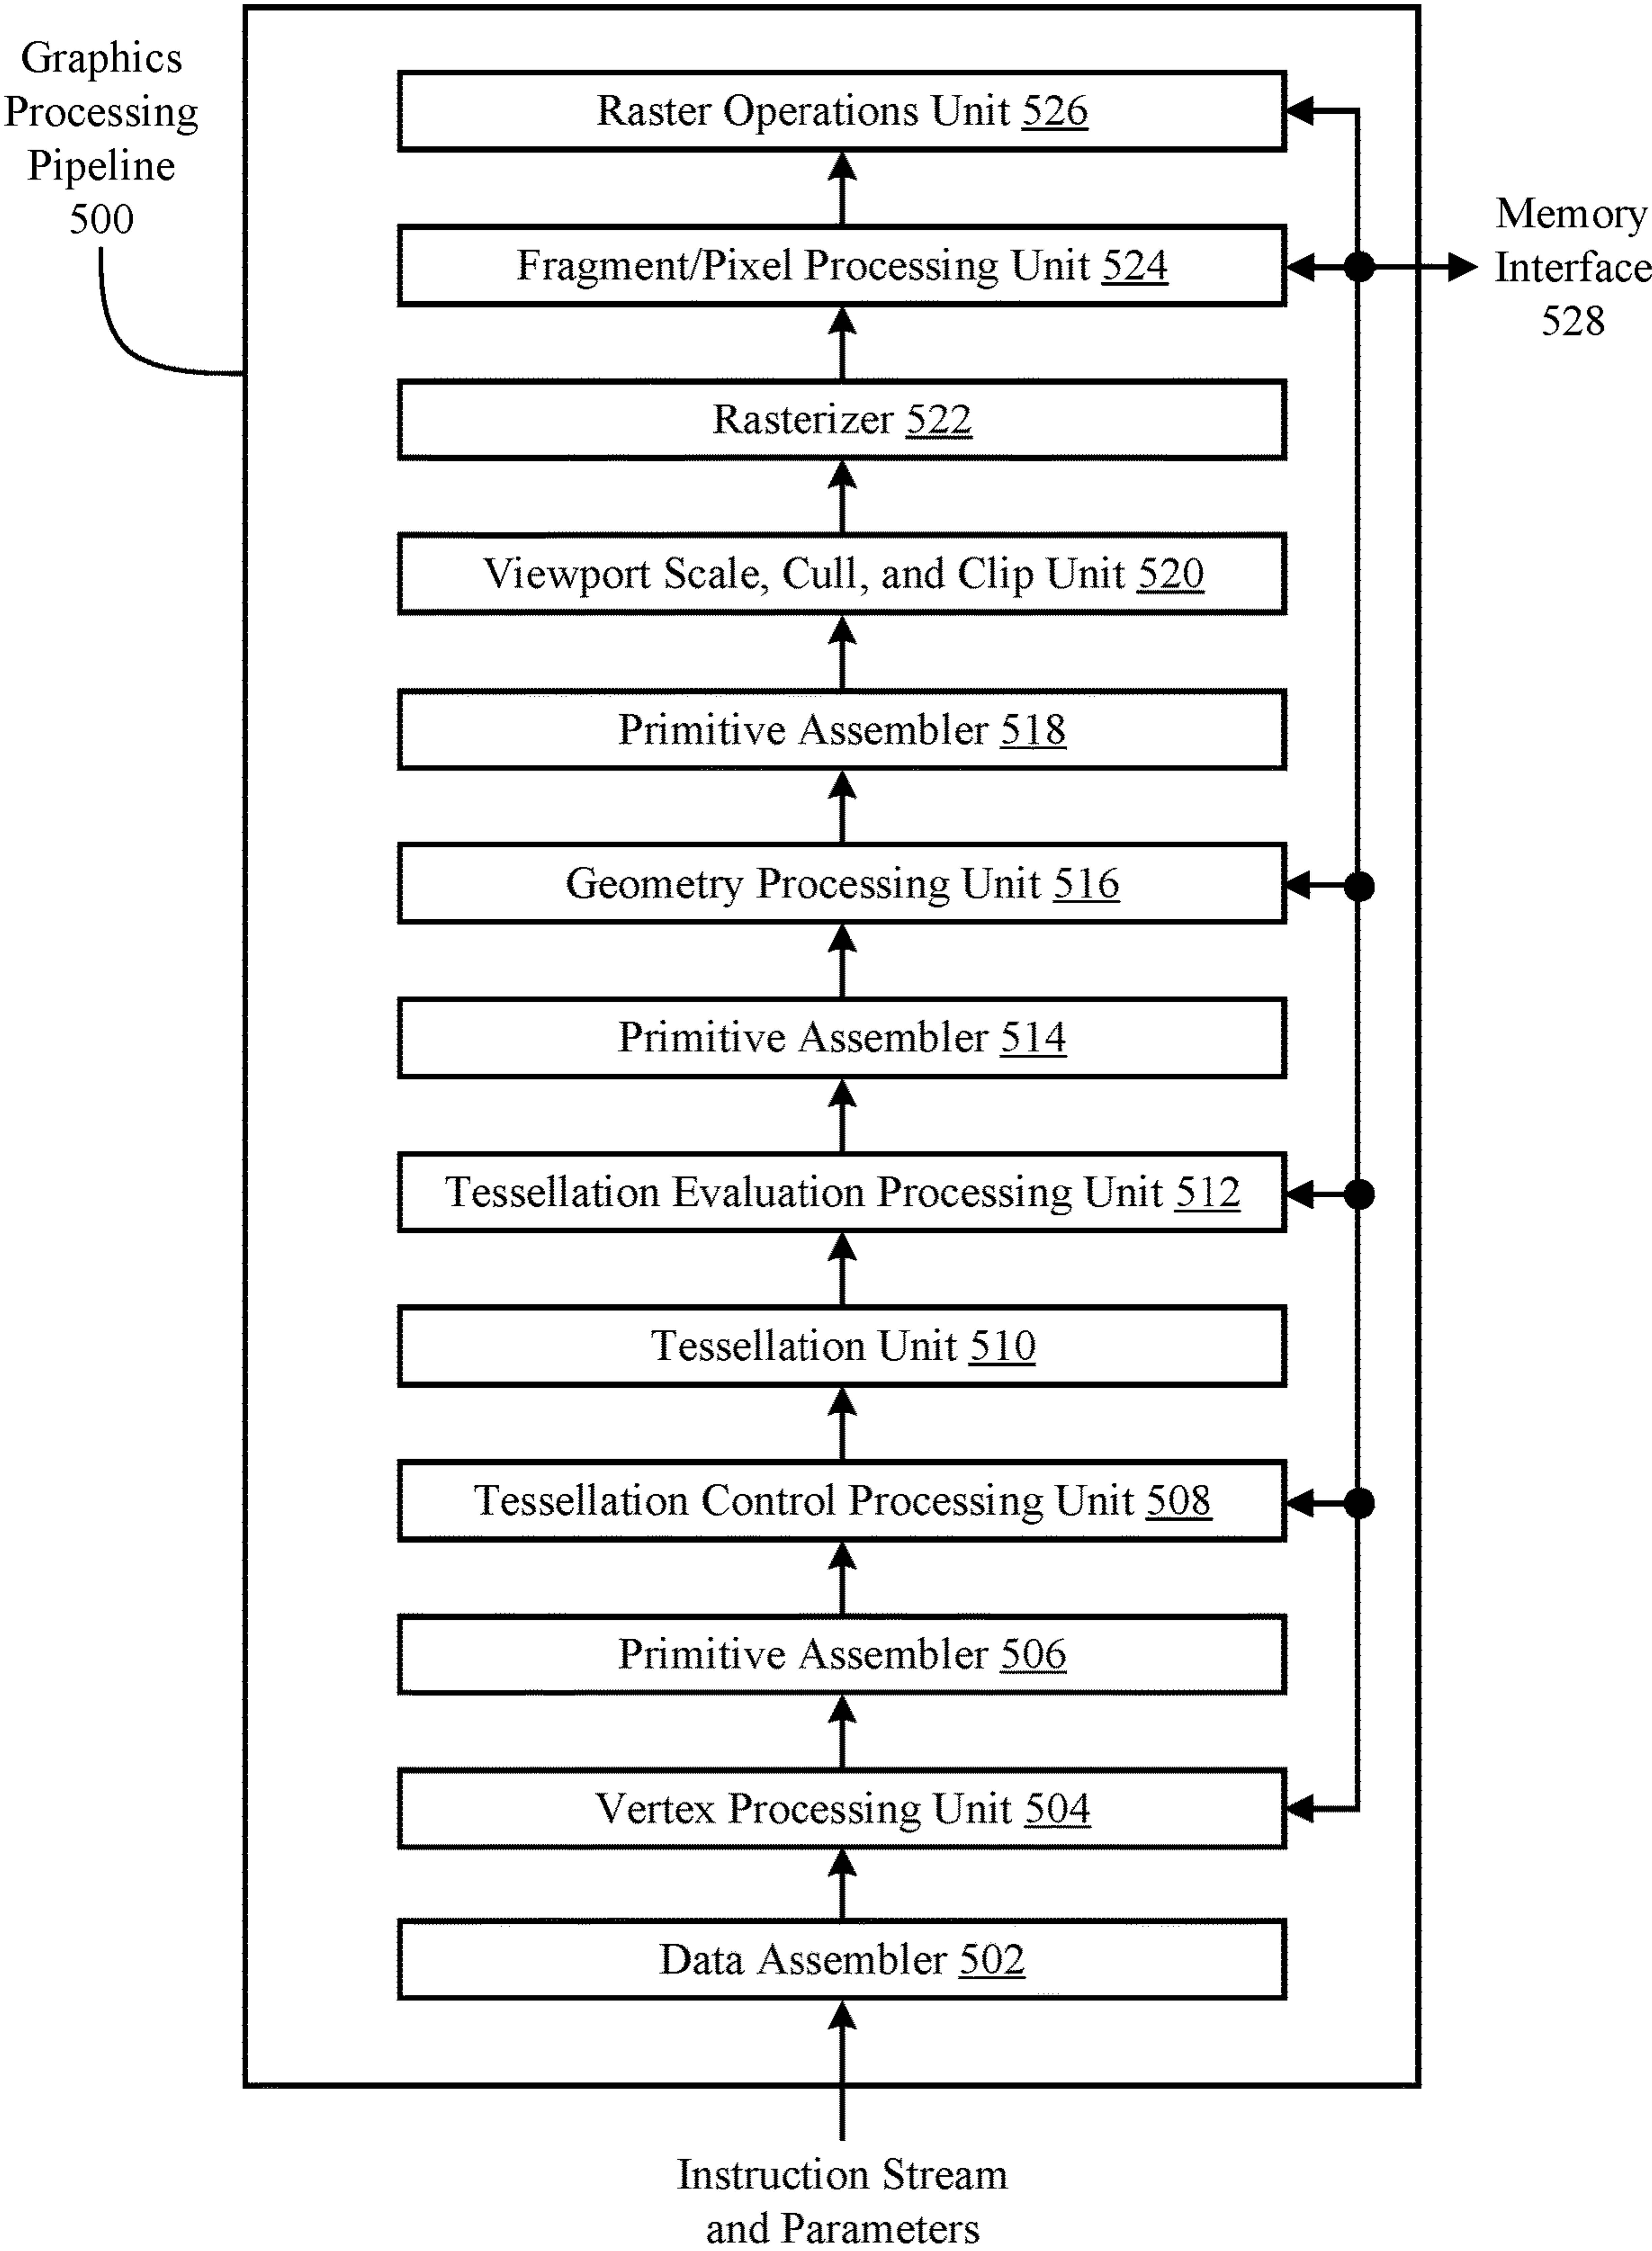 Graphics
Processing
Pipeline
500
Raster Operations Unit 526
Fragment/Pixel Processing Unit 524
Memory
Interface
528
Rasterizer 522
Viewport Scale, Cull, and Clip Unit 520
Primitive Assembler 518
Geometry Processing Unit 516
Primitive Assembler 514
Tessellation Evaluation Processing Unit 512
Tessellation Unit 510
Tessellation Control Processing Unit 508
Primitive Assembler 506
Vertex Processing Unit 504
Data Assembler 502
Instruction Stream
and Parameters